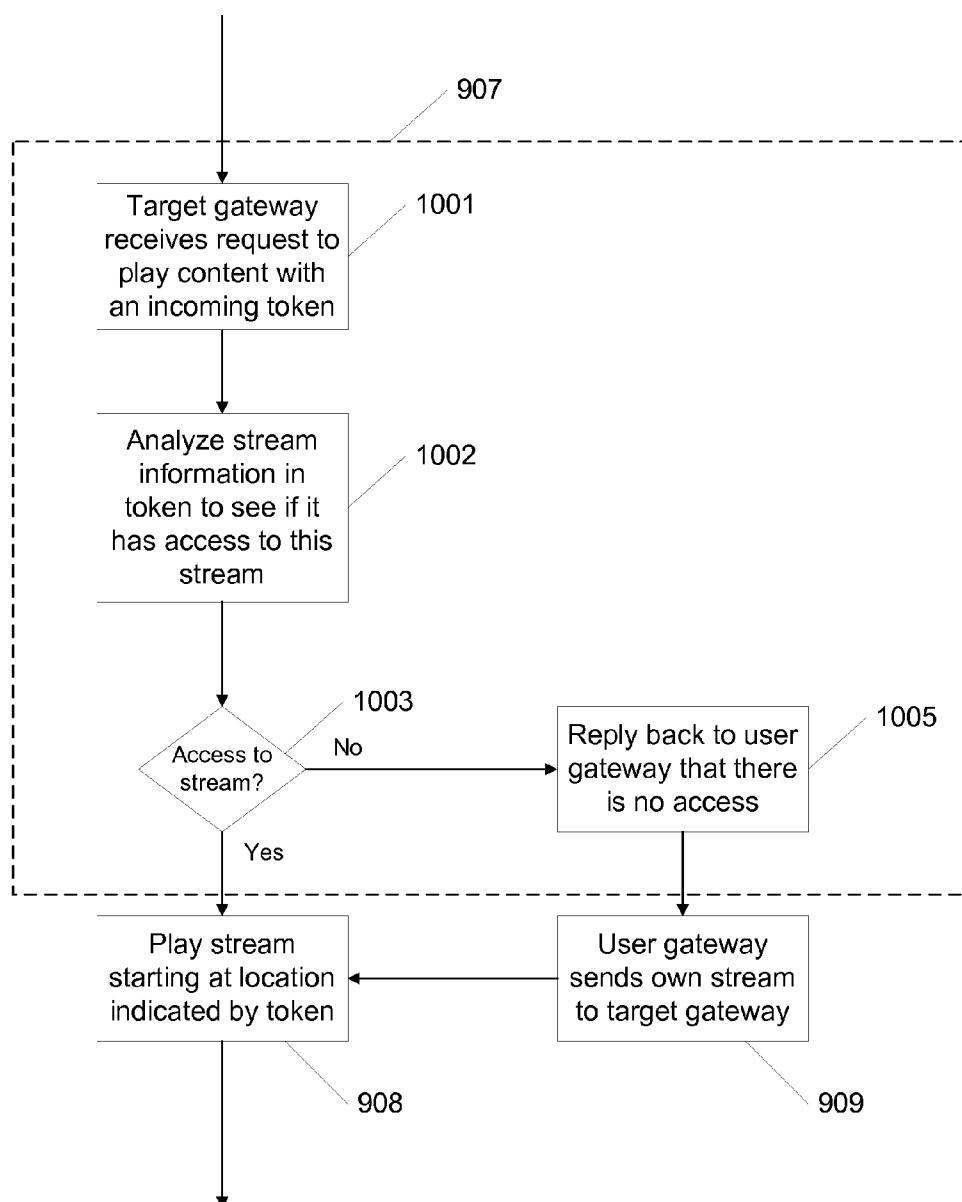 907
Target gateway
receives request to
play content with
an incoming token
1001
Analyze stream
information in
token to see if it
has access to this
stream
1002
Access to
stream?
1003
No
Yes
Reply back to user
gateway that there
is no access
1005
Play stream
starting at location
indicated by token
908
User gateway
sends own stream
to target gateway
909